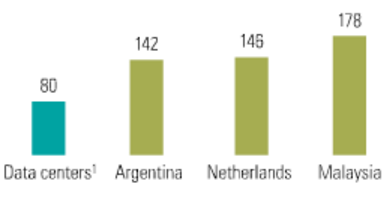 178
142
146
80
Data centers¹
Argentina
Netherlands
Malaysia